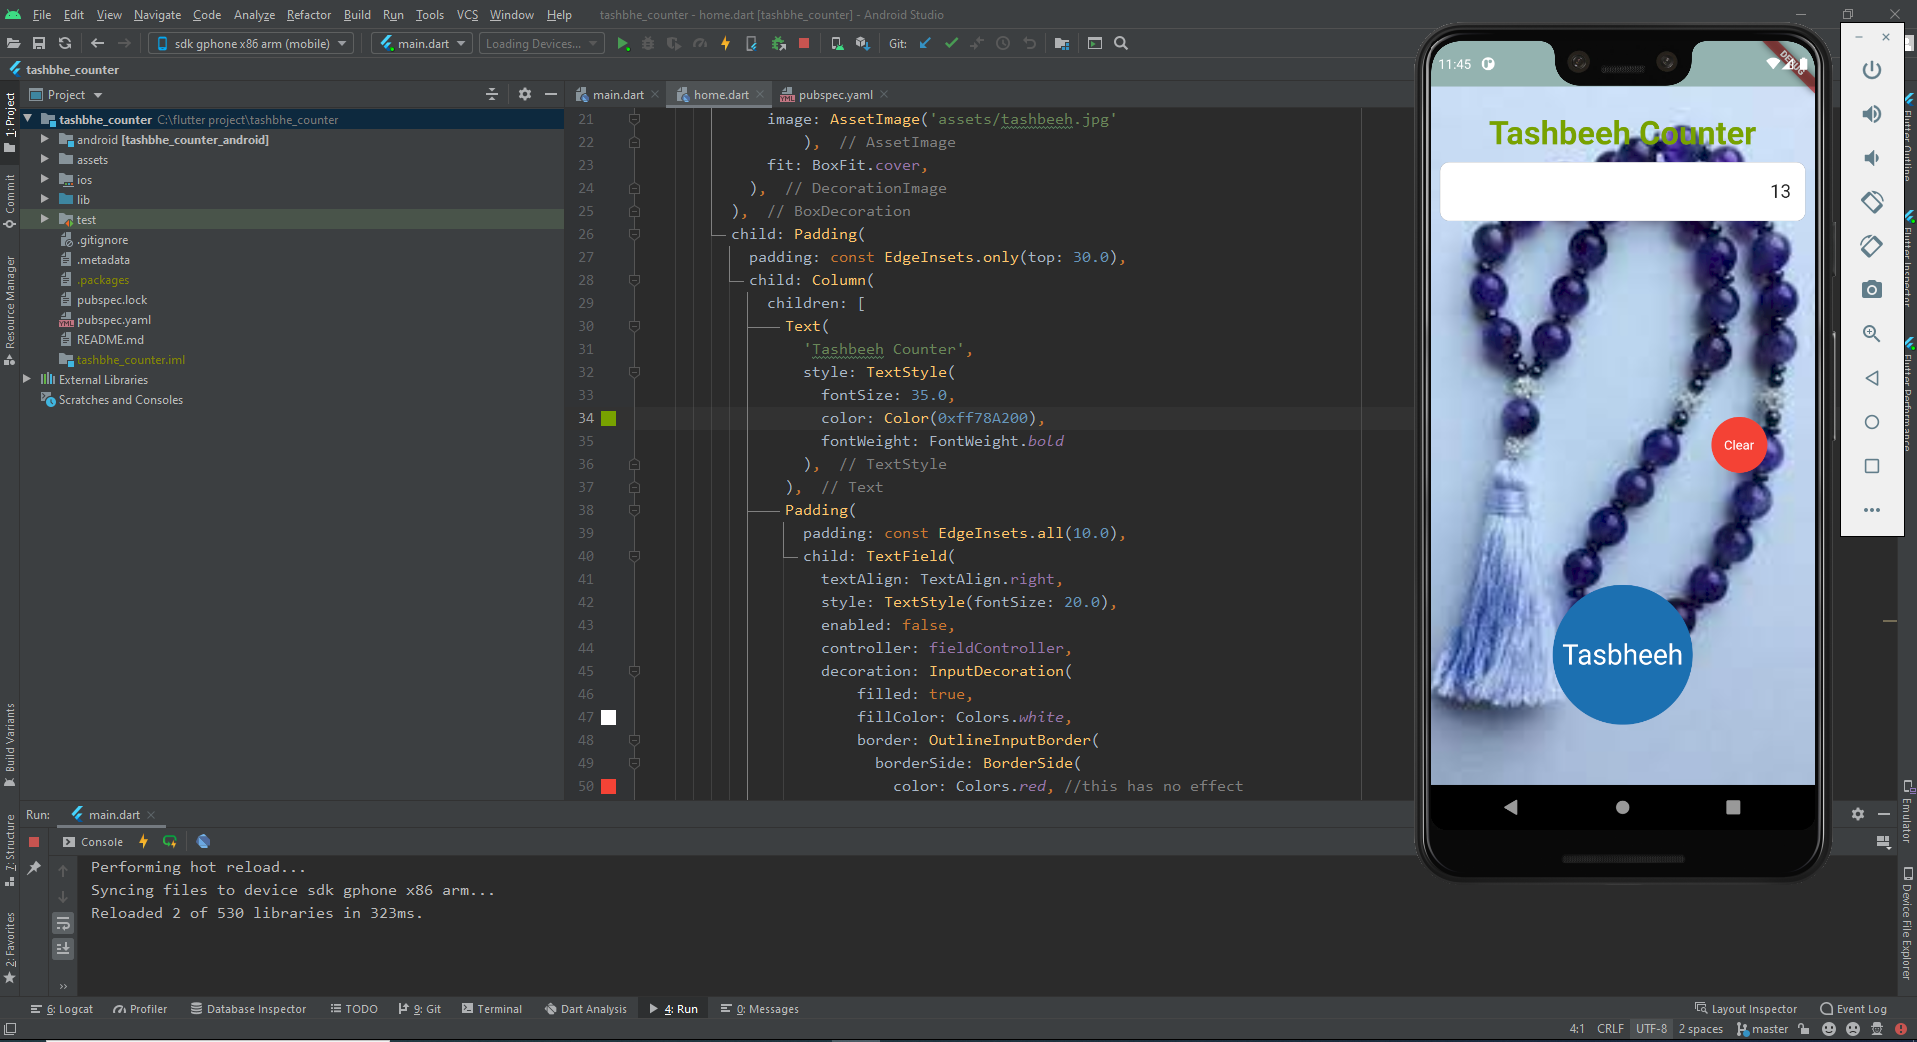 File Edit View Navigate Code Analyze Refactor Build Run Tools VCS Window Help tashbhe_counter - home.dart [tashbhe_counter] - Android Studio
sdk gphone x86 arm (mobile) main.dart Loading Devices... Git:
tashbhe_counter
Project
main.dart home.dart pubspec.yaml
tashbhe_counter C:\flutter project\tashbhe_counter
android [tashbhe_counter_android]
assets
ios
lib
test
.gitignore
.metadata
.packages
pubspec.lock
pubspec.yaml
README.md
tashbhe_counter.iml
External Libraries
Scratches and Consoles
1: Project
Commit
Resource Manager
Build Variants
7: Structure
2: Favorites
21 image: AssetImage('assets/tashbeeh.jpg'
22 ), // AssetImage
23 fit: BoxFit.cover,
24 ), // DecorationImage
25 ), // BoxDecoration
26 child: Padding(
27 padding: const EdgeInsets.only(top: 30.0),
28 child: Column(
29 children: [
30 Text(
31 'Tashbeeh Counter',
32 style: TextStyle(
33 fontSize: 35.0,
34 color: Color(0xff78A200),
35 fontWeight: FontWeight.bold
36 ), // TextStyle
37 ), // Text
38 Padding(
39 padding: const EdgeInsets.all(10.0),
40 child: TextField(
41 textAlign: TextAlign.right,
42 style: TextStyle(fontSize: 20.0),
43 enabled: false,
44 controller: fieldController,
45 decoration: InputDecoration(
46 filled: true,
47 fillColor: Colors.white,
48 border: OutlineInputBorder(
49 borderSide: BorderSide(
50 color: Colors.red, //this has no effect
11:45
DEBUG
Tashbeeh Counter
13
Clear
Tasbheeh
Flutter Outline
Flutter Inspector
Flutter Performance
Emulator
Device File Explorer
Run: main.dart
Console
Performing hot reload...
Syncing files to device sdk gphone x86 arm...
Reloaded 2 of 530 libraries in 323ms.
6: Logcat Profiler Database Inspector TODO 9: Git Terminal Dart Analysis 4: Run 0: Messages Layout Inspector Event Log
4:1 CRLF UTF-8 2 spaces master